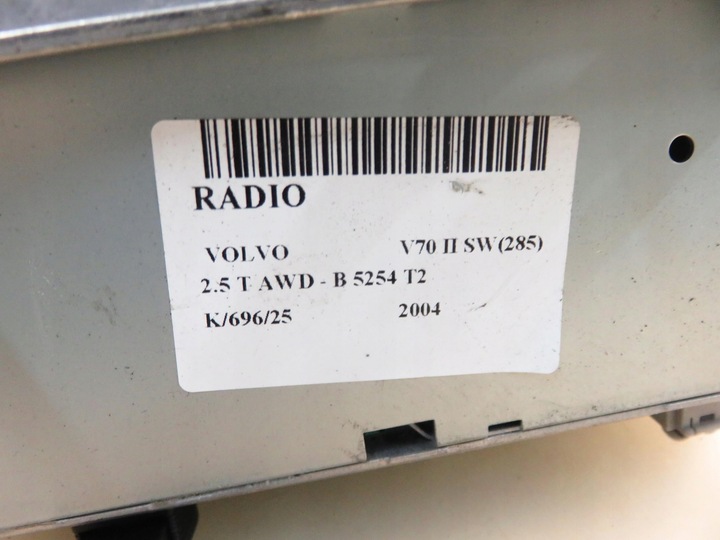 RADIO
VOLVO V70 II SW(285)
2.5 T AWD - B 5254 T2
K/696/25 2004